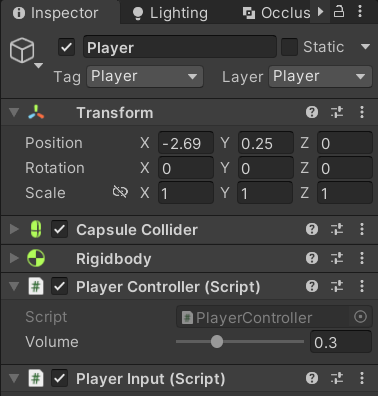 Inspector Lighting Occlus
Player Static
Tag Player Layer Player
Transform
Position X -2.69 Y 0.25 Z 0
Rotation X 0 Y 0 Z 0
Scale X 1 Y 1 Z 1
Capsule Collider
Rigidbody
Player Controller (Script)
Script PlayerController
Volume 0.3
Player Input (Script)